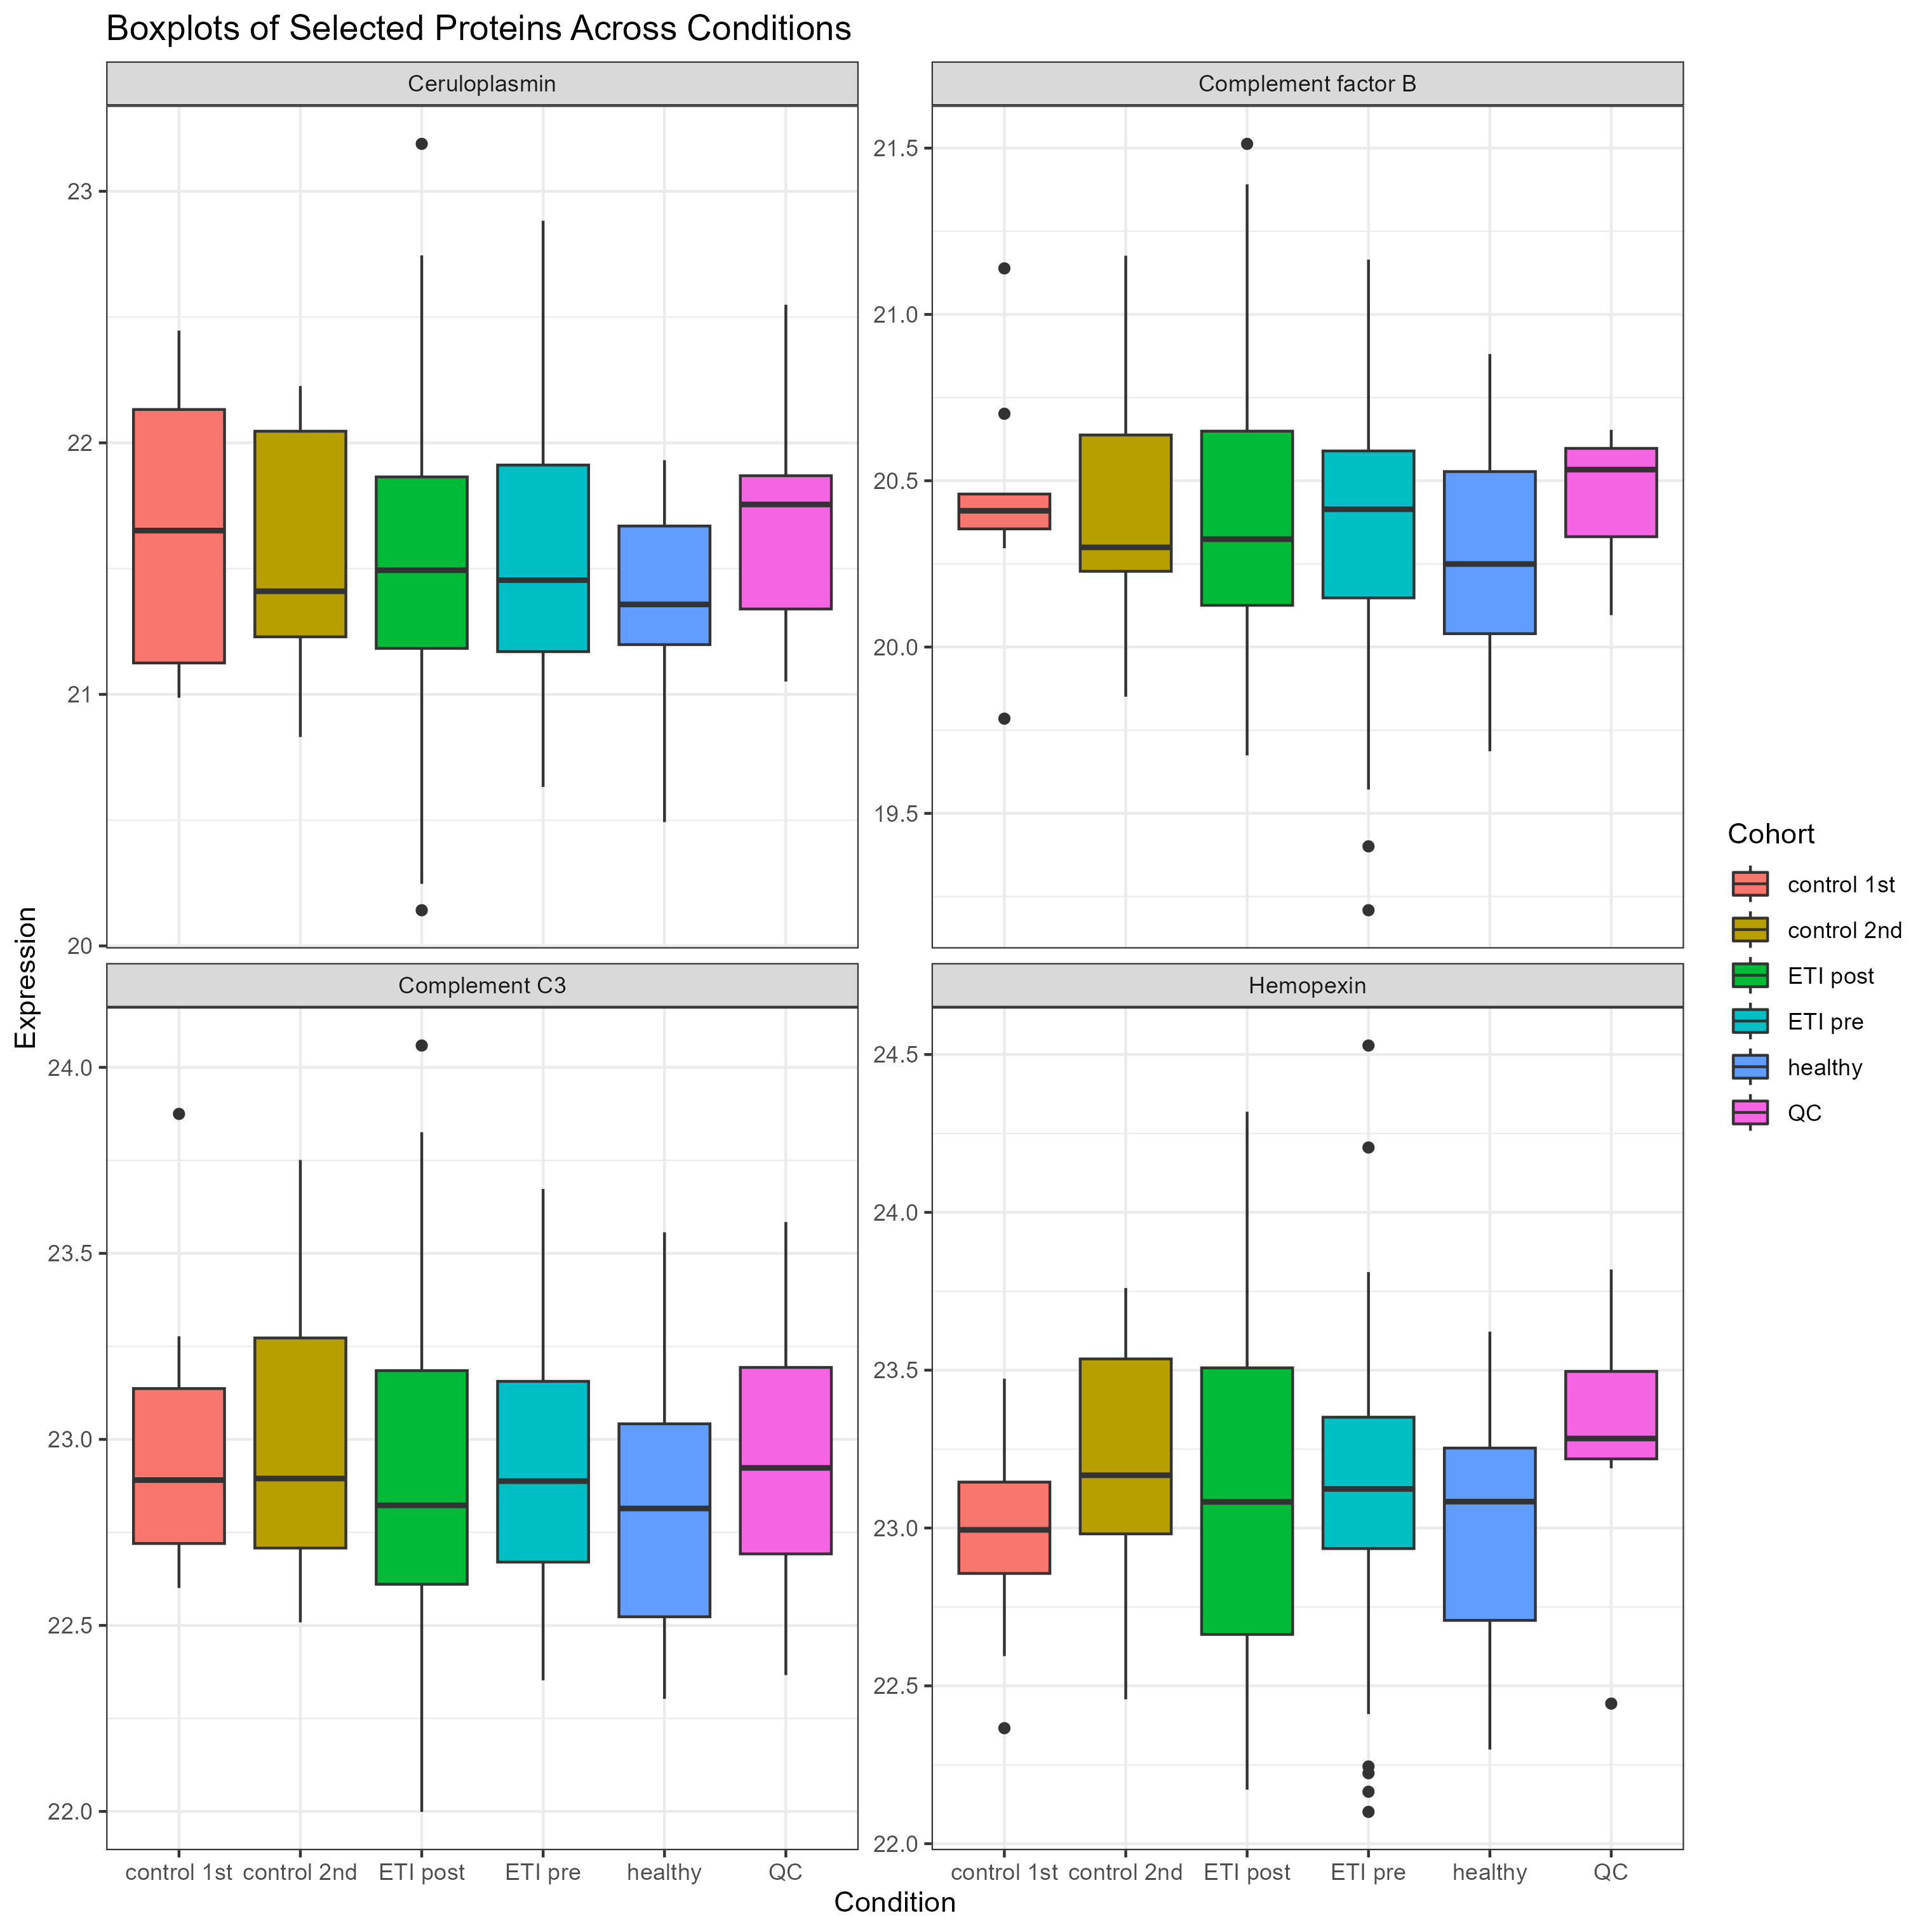 Boxplots of Selected Proteins Across Conditions
Ceruloplasmin
Complement factor B
23
22
21
20
21.5
21.0
20.5
20.0
19.5
Complement C3
Hemopexin
24.0
23.5
23.0
22.5
22.0
24.5
24.0
23.5
23.0
22.5
22.0
control 1st control 2nd ETI post ETI pre healthy QC
control 1st control 2nd ETI post ETI pre healthy QC
Condition
Expression
Cohort
control 1st
control 2nd
ETI post
ETI pre
healthy
QC